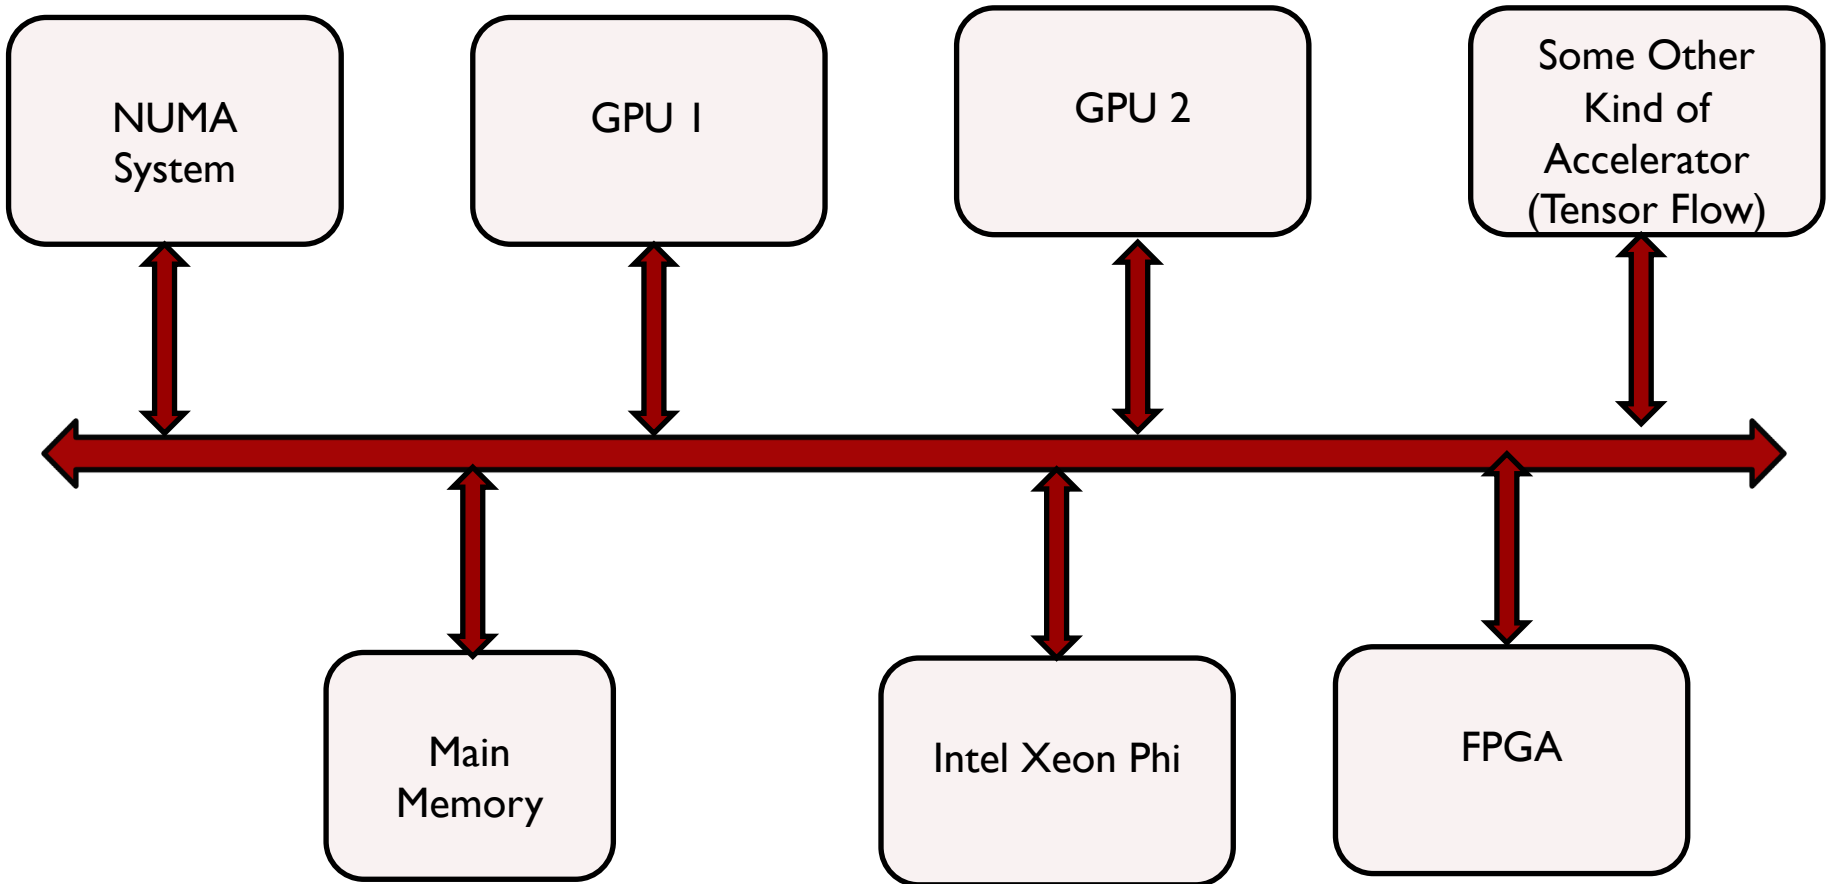 NUMA
System
GPU 1
GPU 2
Some Other
Kind of
Accelerator
(Tensor Flow)
Main
Memory
Intel Xeon Phi
FPGA